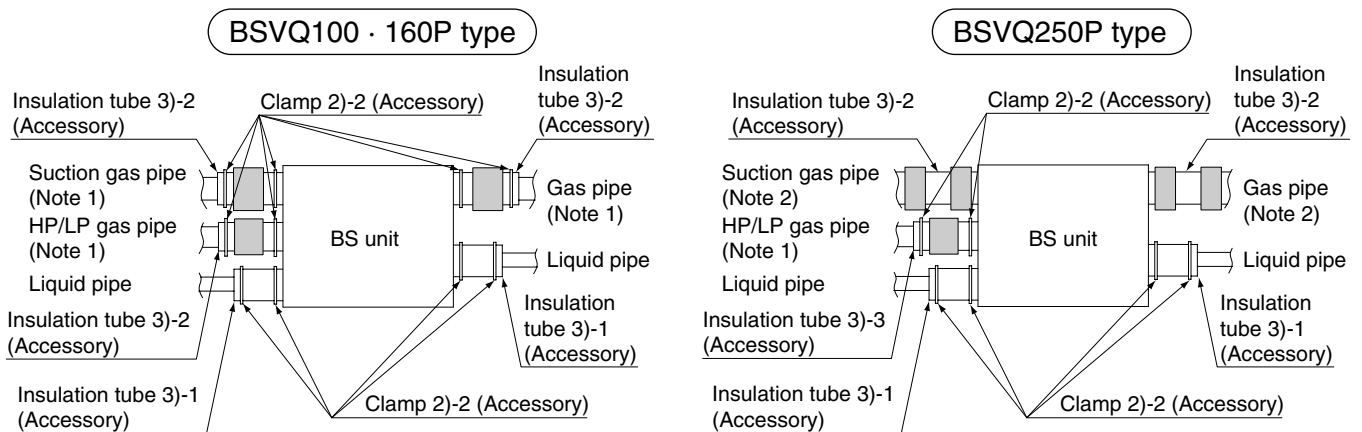 BSVQ100 · 160P type
Insulation tube 3)-2
(Accessory)
Clamp 2)-2 (Accessory)
Insulation
tube 3)-2
(Accessory)
Suction gas pipe
(Note 1)
HP/LP gas pipe
(Note 1)
Liquid pipe
BS unit
Gas pipe
(Note 1)
Liquid pipe
Insulation tube 3)-2
(Accessory)
Insulation
tube 3)-1
(Accessory)
Insulation tube 3)-1
(Accessory)
Clamp 2)-2 (Accessory)
BSVQ250P type
Insulation tube 3)-2
(Accessory)
Clamp 2)-2 (Accessory)
Insulation
tube 3)-2
(Accessory)
Suction gas pipe
(Note 2)
HP/LP gas pipe
(Note 1)
Liquid pipe
BS unit
Gas pipe
(Note 2)
Liquid pipe
Insulation tube 3)-3
(Accessory)
Insulation
tube 3)-1
(Accessory)
Insulation tube 3)-1
(Accessory)
Clamp 2)-2 (Accessory)